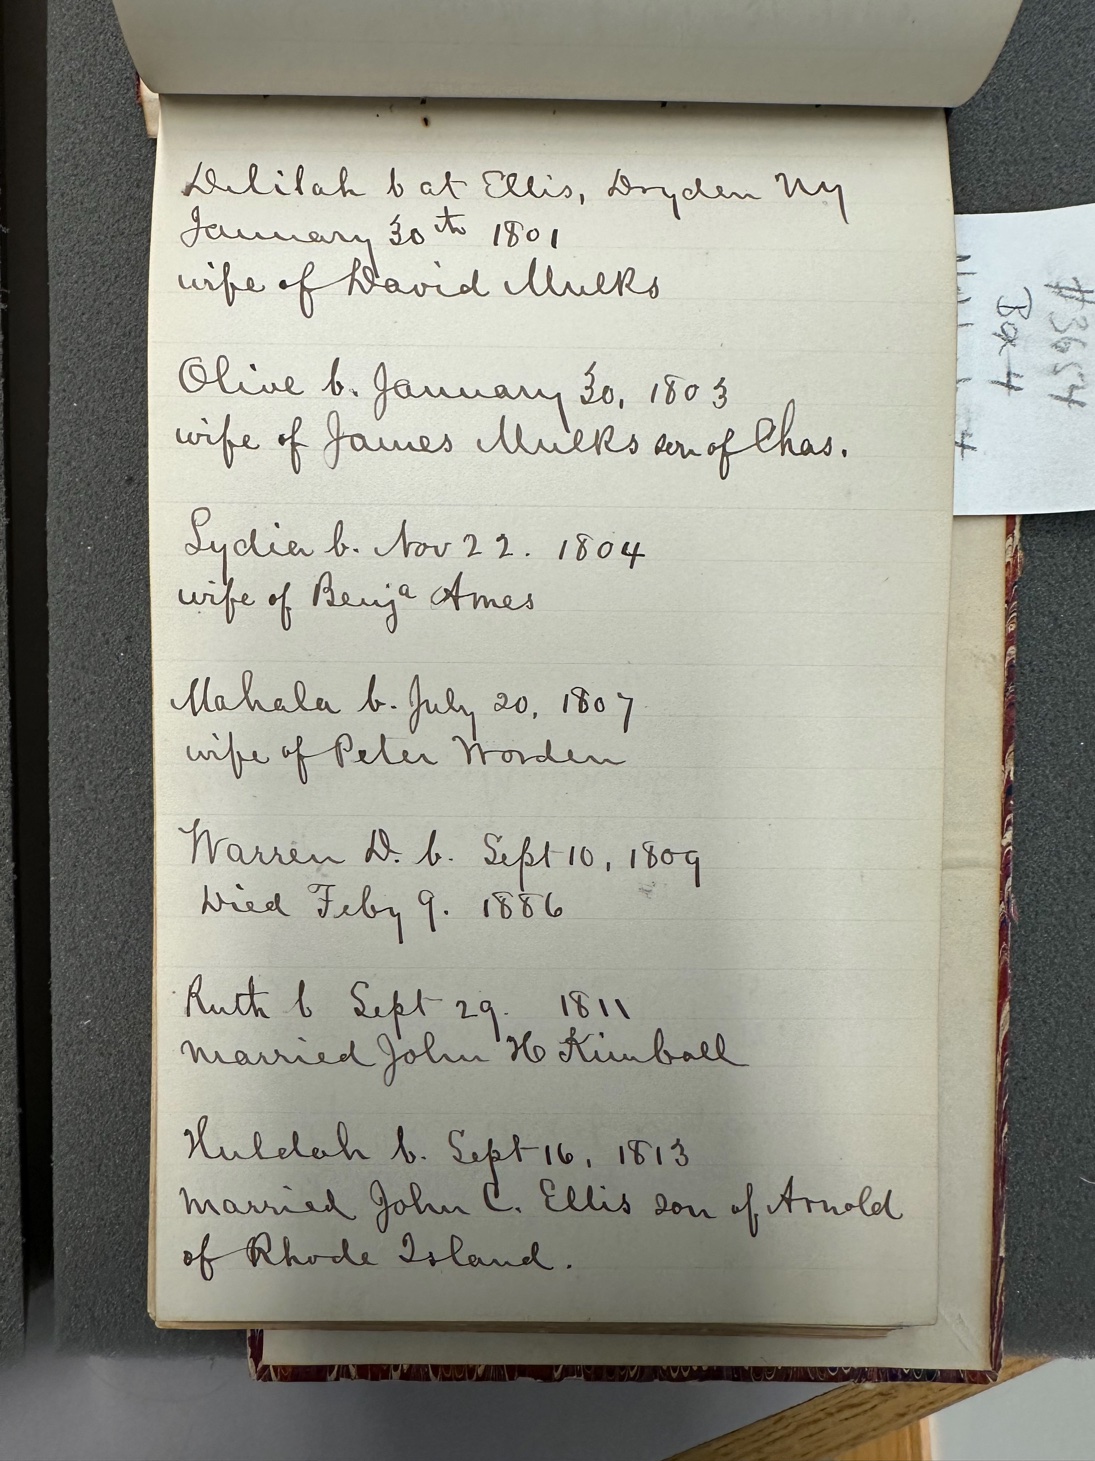 Delilah b at Ellis, Dryden NY
January 30th 1801
wife of David Mulks
Olive b. January 30, 1803
wife of James Mulks son of Chas.
Lydia b. Nov 22. 1804
wife of Benja Ames
Mahala b. July 20, 1807
wife of Peter Worden
Warren D. b. Sept 10, 1809
Died Feby 9. 1886
Ruth b Sept 29. 1811
married John H Kimball
Huldah b. Sept 16, 1813
married John C. Ellis son of Arnold
of Rhode Island.
#3654
Box 4